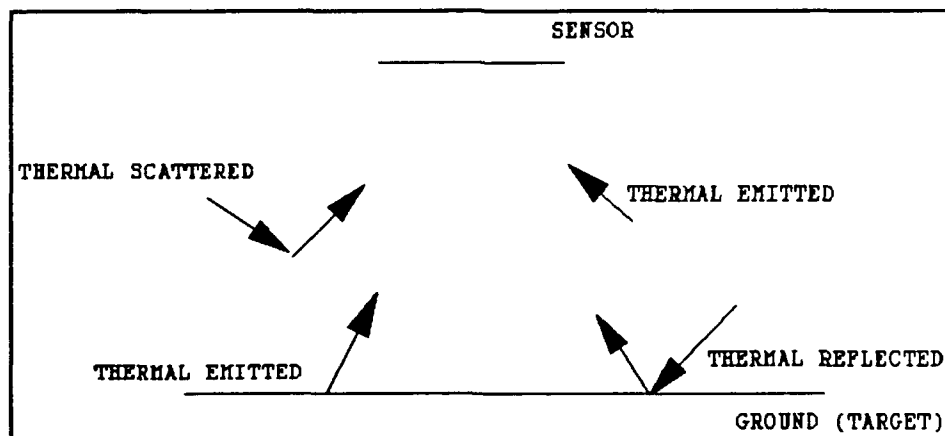 SENSOR
THERMAL SCATTERED
THERMAL EMITTED
THERMAL EMITTED
THERMAL REFLECTED
GROUND (TARGET)